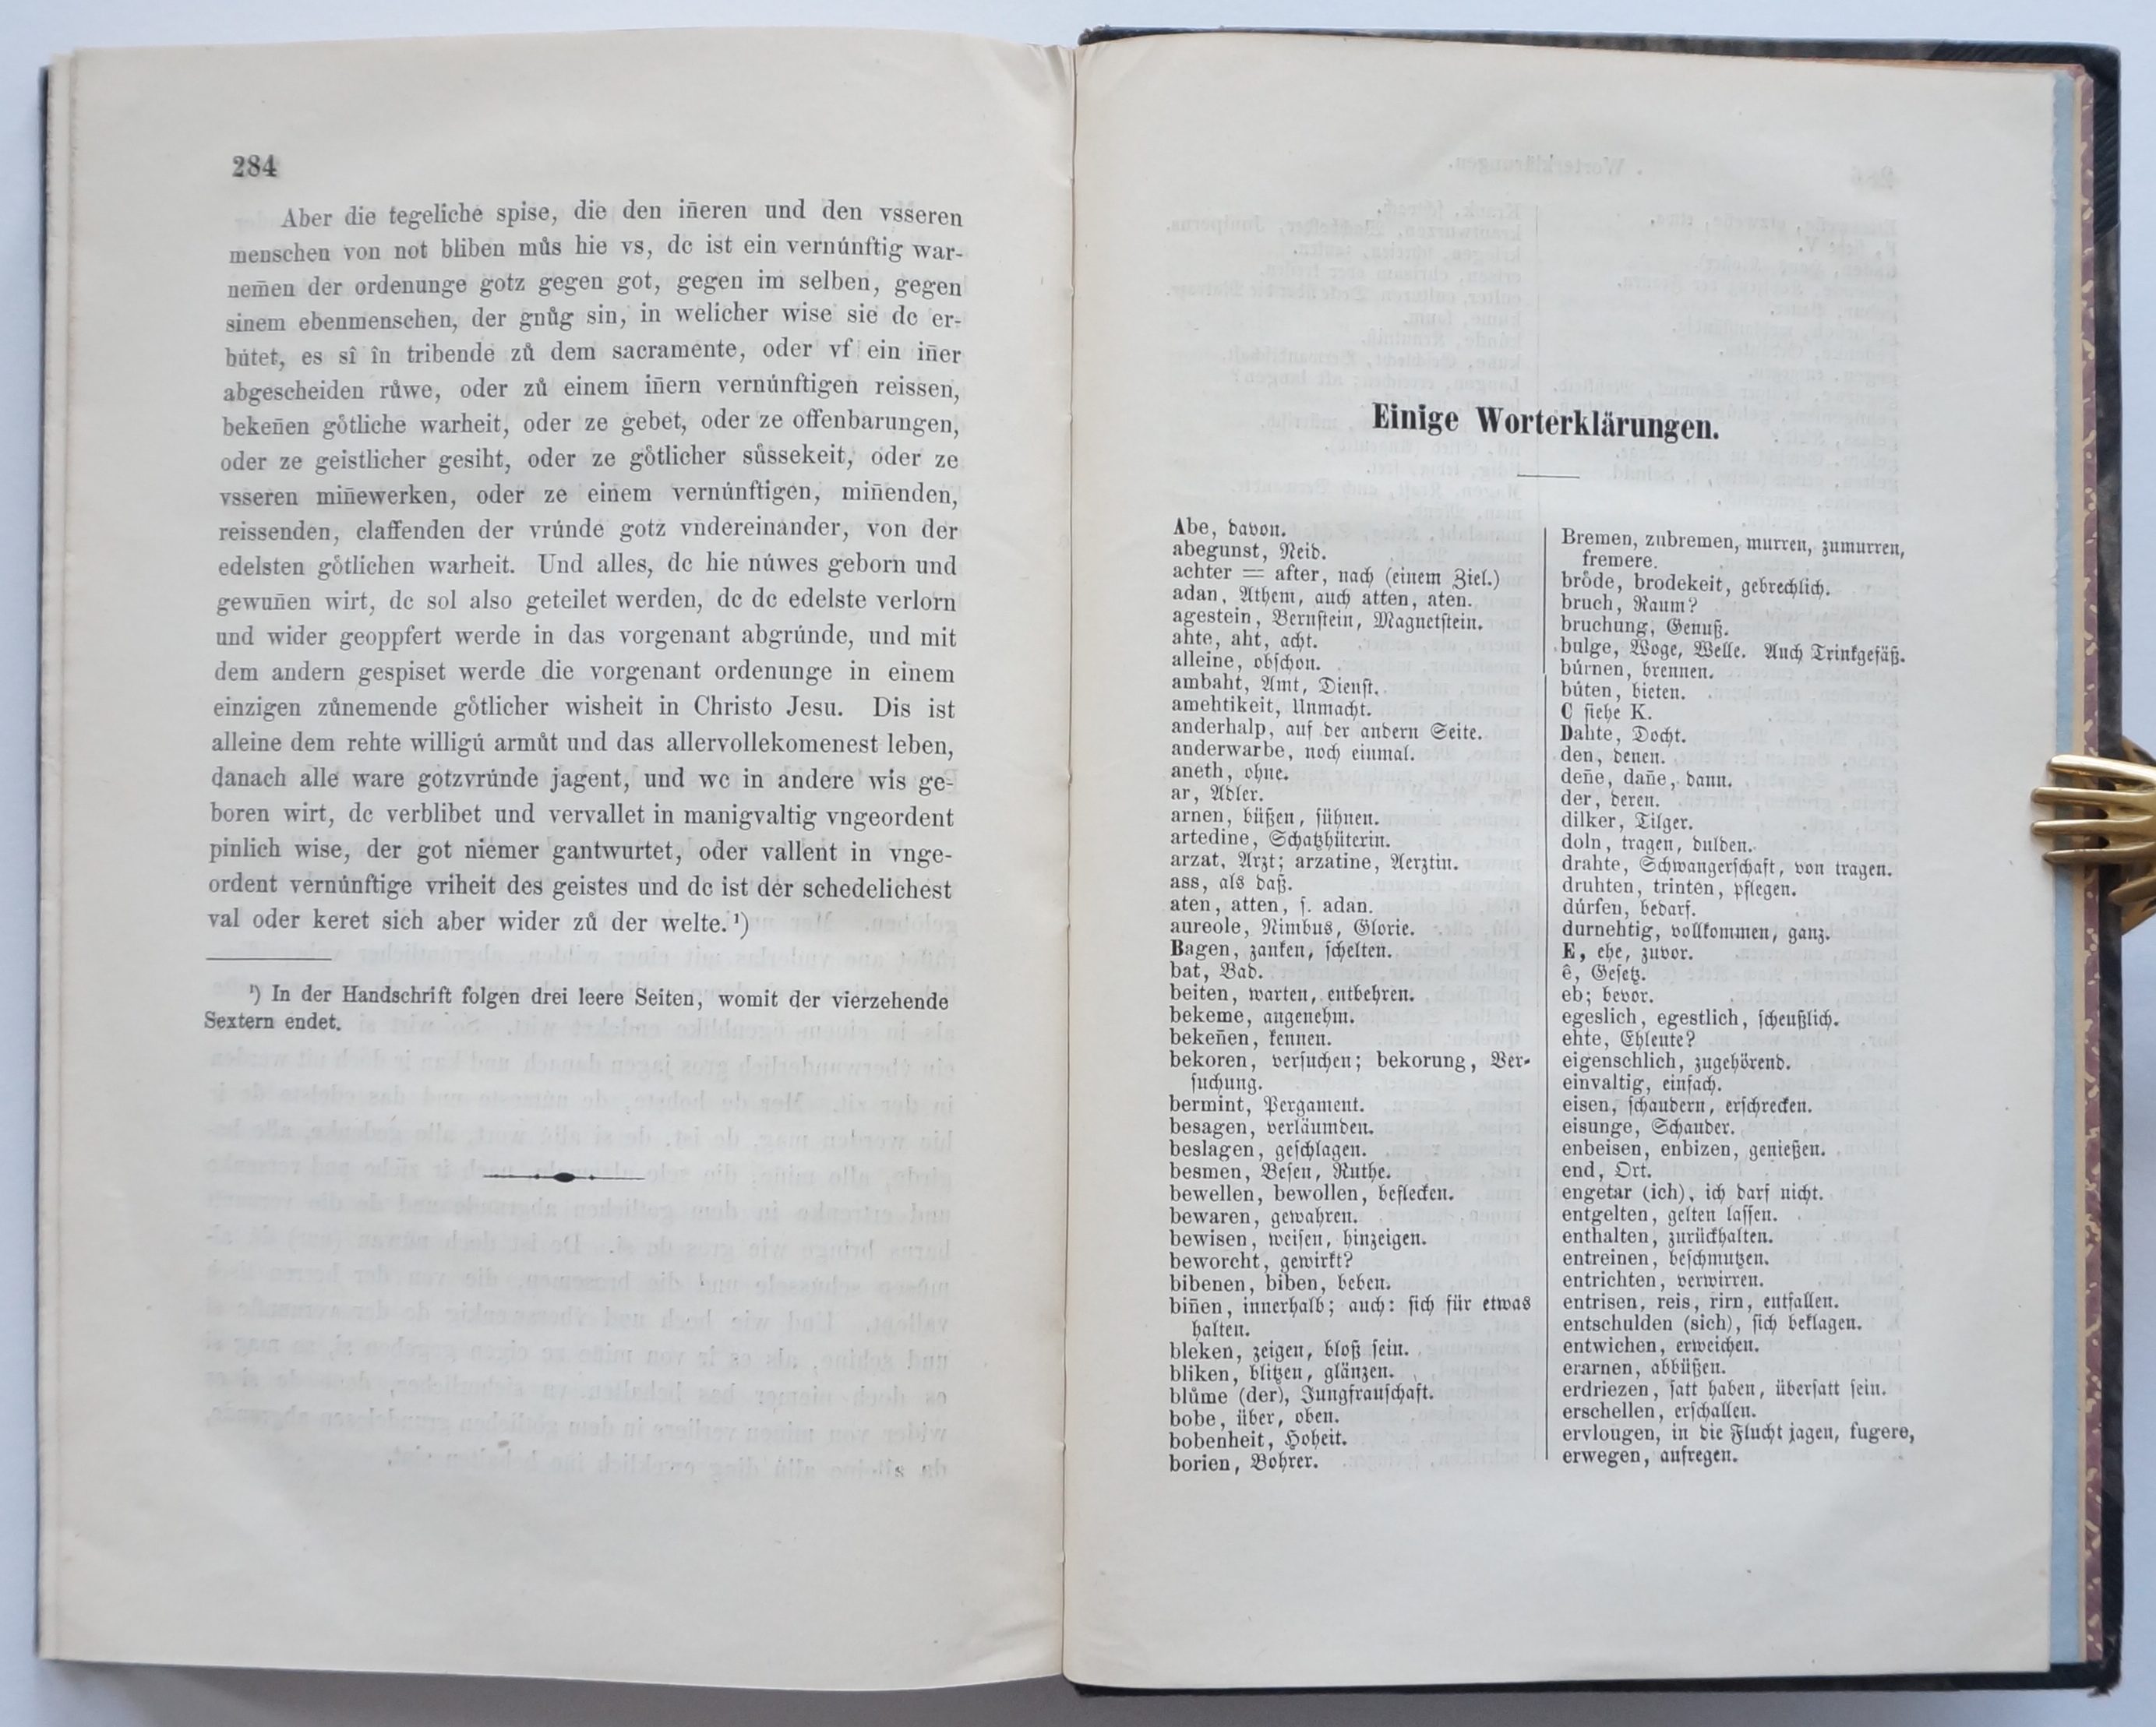 284
Aber die tegeliche spise, die den iñeren und den vsseren
menschen von not bliben můs hie vs, dc ist ein vernúnftig war-
nem̄en der ordenunge gotz gegen got, gegen im selben, gegen
sinem ebenmenschen, der gnůg sin, in welicher wise sie dc er-
bútet, es sî în tribende zů dem sacramente, oder vf ein iñer
abgescheiden růwe, oder zů einem iñern vernúnftigen reissen,
bekeñen gôtliche warheit, oder ze gebet, oder ze offenbarungen,
oder ze geistlicher gesiht, oder ze gôtlicher sůssekeit, oder ze
vsseren miñewerken, oder ze einem vernúnftigen, miñenden,
reissenden, claffenden der vrúnde gotz vndereinander, von der
edelsten gôtlichen warheit. Und alles, dc hie núwes geborn und
gewuñen wirt, dc sol also geteilet werden, dc dc edelste verlorn
und wider geoppfert werde in das vorgenant abgrúnde, und mit
dem andern gespiset werde die vorgenant ordenunge in einem
einzigen zůnemende gôtlicher wisheit in Christo Jesu. Dis ist
alleine dem rehte willigú armůt und das allervollekomenest leben,
danach alle ware gotzvrúnde jagent, und wc in andere wis ge-
boren wirt, dc verblibet und vervallet in manigvaltig vngeordent
pinlich wise, der got niemer gantwurtet, oder vallent in vnge-
ordent vernúnftige vriheit des geistes und dc ist der schedelichest
val oder keret sich aber wider zů der welte.¹)
¹) In der Handschrift folgen drei leere Seiten, womit der vierzehende
Sextern endet.
Einige Worterklärungen.
Abe, davon.
abegunst, Neid.
achter = after, nach (einem Ziel.)
adan, Athem, auch atten, aten.
agestein, Bernstein, Magnetstein.
ahte, aht, acht.
alleine, obschon.
ambaht, Amt, Dienst.
amehtikeit, Unmacht.
anderhalp, auf der andern Seite.
anderwarbe, noch einmal.
aneth, ohne.
ar, Adler.
arnen, büßen, sühnen.
artedine, Schatzhüterin.
arzat, Arzt; arzatine, Aerztin.
ass, als daß.
aten, atten, s. adan.
aureole, Nimbus, Glorie.
Bagen, zanken, schelten.
bat, Bad.
beiten, warten, entbehren.
bekeme, angenehm.
bekeñen, kennen.
bekoren, versuchen; bekorung, Ver-
suchung.
bermint, Pergament.
besagen, verläumden.
beslagen, geschlagen.
besmen, Besen, Ruthe.
bewellen, bewollen, beflecken.
bewaren, gewahren.
bewisen, weisen, hinzeigen.
beworcht, gewirkt?
bibenen, biben, beben.
biñen, innerhalb; auch: sich für etwas
halten.
bleken, zeigen, bloß sein.
bliken, blitzen, glänzen.
blůme (der), Jungfrauschaft.
bobe, über, oben.
bobenheit, Hoheit.
borien, Bohrer.
Bremen, zubremen, murren, zumurren,
fremere.
brôde, brodekeit, gebrechlich.
bruch, Raum?
bruchung, Genuß.
bulge, Woge, Welle. Auch Trinkgefäß.
búrnen, brennen.
búten, bieten.
C siehe K.
Dahte, Docht.
den, denen.
deñe, dañe, dann.
der, deren.
dilker, Tilger.
doln, tragen, dulden.
drahte, Schwangerschaft, von tragen.
druhten, trinten, pflegen.
dúrfen, bedarf.
durnehtig, vollkommen, ganz.
E, ehe, zuvor.
ê, Gesetz.
eb; bevor.
egeslich, egestlich, scheußlich.
ehte, Ehleute?
eigenschlich, zugehörend.
einvaltig, einfach.
eisen, schaudern, erschrecken.
eisunge, Schauder.
enbeisen, enbizen, genießen.
end, Ort.
engetar (ich), ich darf nicht.
entgelten, gelten lassen.
enthalten, zurückhalten.
entreinen, beschmutzen.
entrichten, verwirren.
entrisen, reis, rirn, entfallen.
entschulden (sich), sich beklagen.
entwichen, erweichen.
erarnen, abbüßen.
erdriezen, satt haben, übersatt sein.
erschellen, erschallen.
ervlougen, in die Flucht jagen, fugere,
erwegen, aufregen.